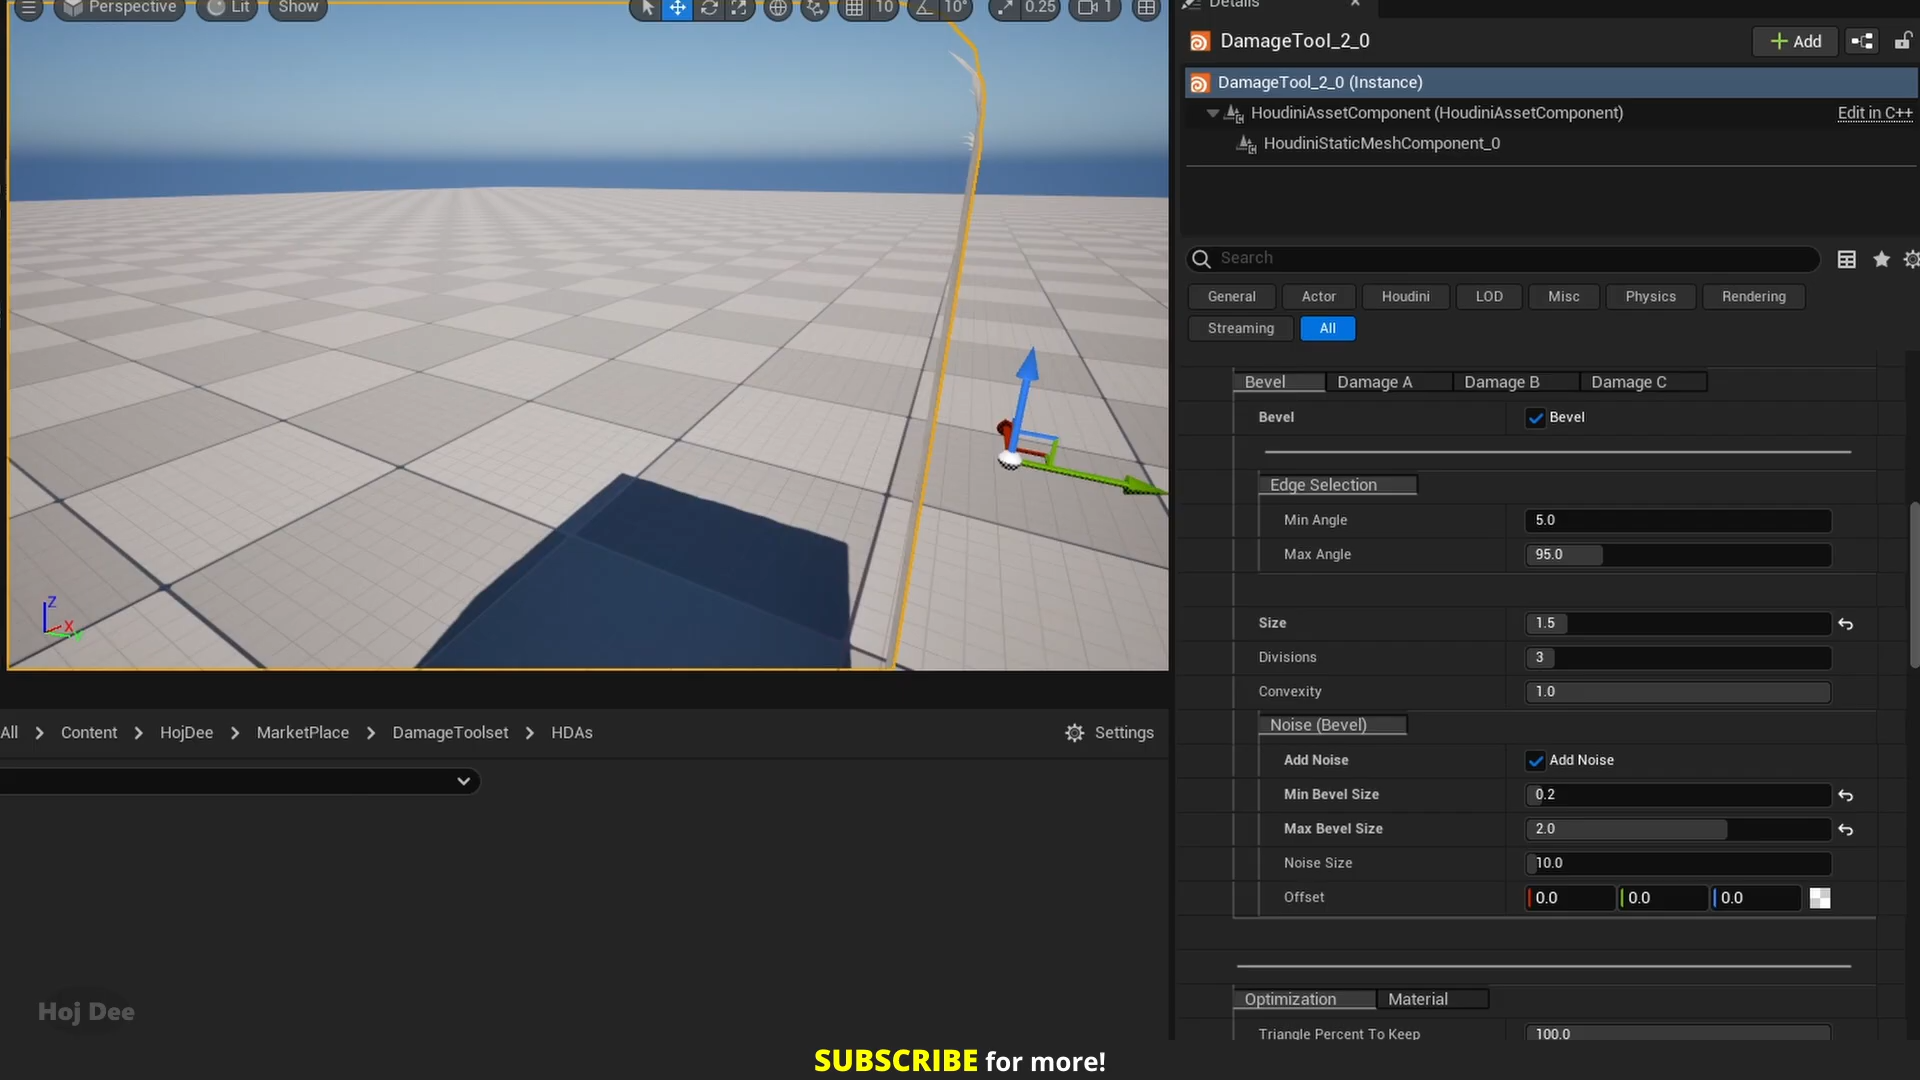 Perspective
Lit
Show
10
10°
0.25
1
Details
DamageTool_2_0
Add
DamageTool_2_0 (Instance)
HoudiniAssetComponent (HoudiniAssetComponent)
Edit in C++
HoudiniStaticMeshComponent_0
Search
General
Actor
Houdini
LOD
Misc
Physics
Rendering
Streaming
All
Bevel
Damage A
Damage B
Damage C
Bevel
Bevel
Edge Selection
Min Angle
5.0
Max Angle
95.0
Size
1.5
Divisions
3
Convexity
1.0
Noise (Bevel)
Add Noise
Add Noise
Min Bevel Size
0.2
Max Bevel Size
2.0
Noise Size
10.0
Offset
0.0
0.0
0.0
Optimization
Material
Triangle Percent To Keep
100.0
Z
X
Y
All
Content
HojDee
MarketPlace
DamageToolset
HDAs
Settings
Hoj Dee
SUBSCRIBE for more!